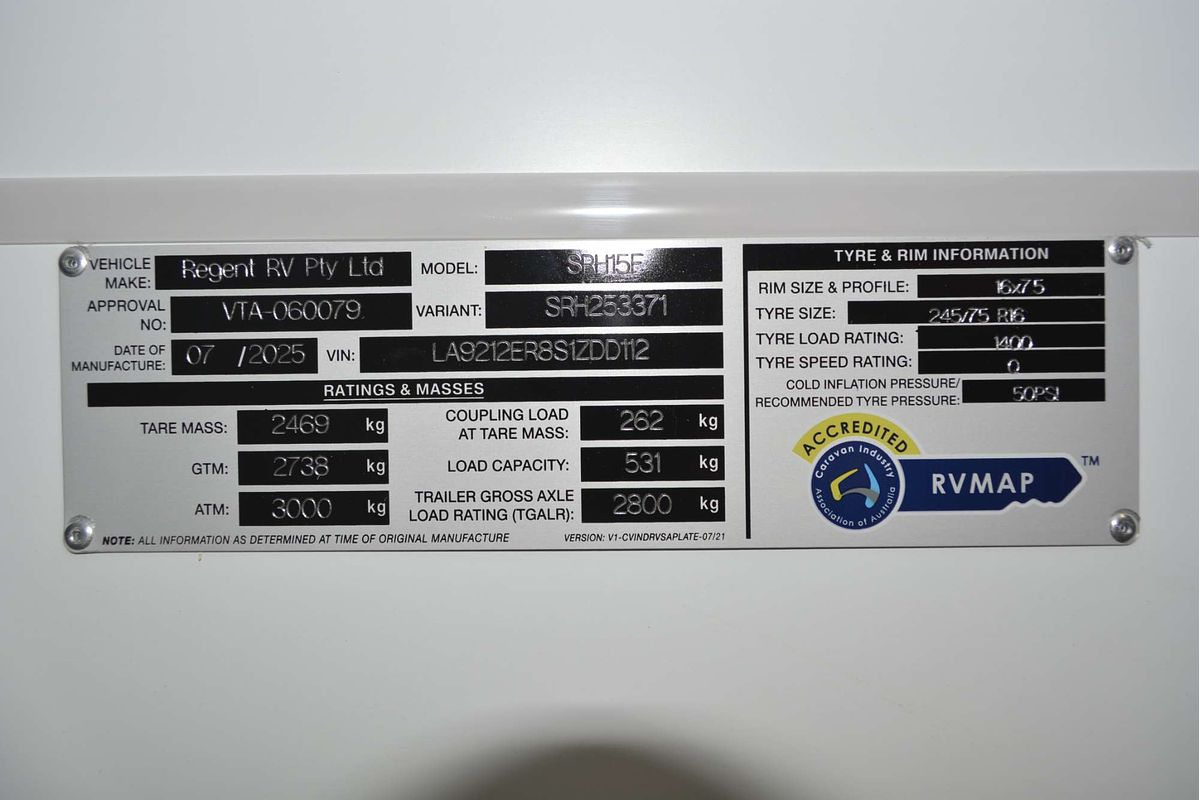 VEHICLE MAKE: Regent RV Pty Ltd MODEL: SRH15F
APPROVAL NO: VTA-060079 VARIANT: SRH253371
DATE OF MANUFACTURE: 07 /2025 VIN: LA9212ER8S1ZDD112
RATINGS & MASSES
TARE MASS: 2469 kg COUPLING LOAD AT TARE MASS: 262 kg
GTM: 2738 kg LOAD CAPACITY: 531 kg
ATM: 3000 kg TRAILER GROSS AXLE LOAD RATING (TGALR): 2800 kg
NOTE: ALL INFORMATION AS DETERMINED AT TIME OF ORIGINAL MANUFACTURE VERSION: V1-CVINDRVSAPLATE-07/21
TYRE & RIM INFORMATION
RIM SIZE & PROFILE: 16x7.5
TYRE SIZE: 245/75 R16
TYRE LOAD RATING: 1400
TYRE SPEED RATING: Q
COLD INFLATION PRESSURE/ RECOMMENDED TYRE PRESSURE: 50PSI
ACCREDITED
Caravan Industry Association of Australia
RVMAP TM